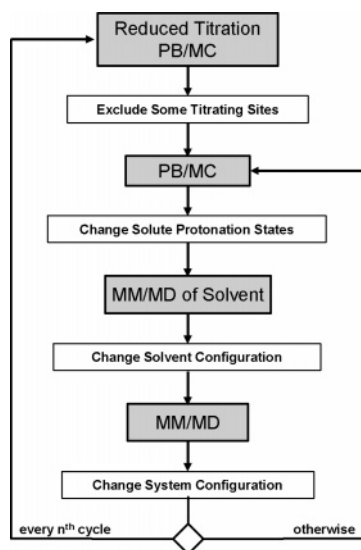 Reduced Titration
PB/MC
Exclude Some Titrating Sites
PB/MC
Change Solute Protonation States
MM/MD of Solvent
Change Solvent Configuration
MM/MD
Change System Configuration
every nth cycle
otherwise